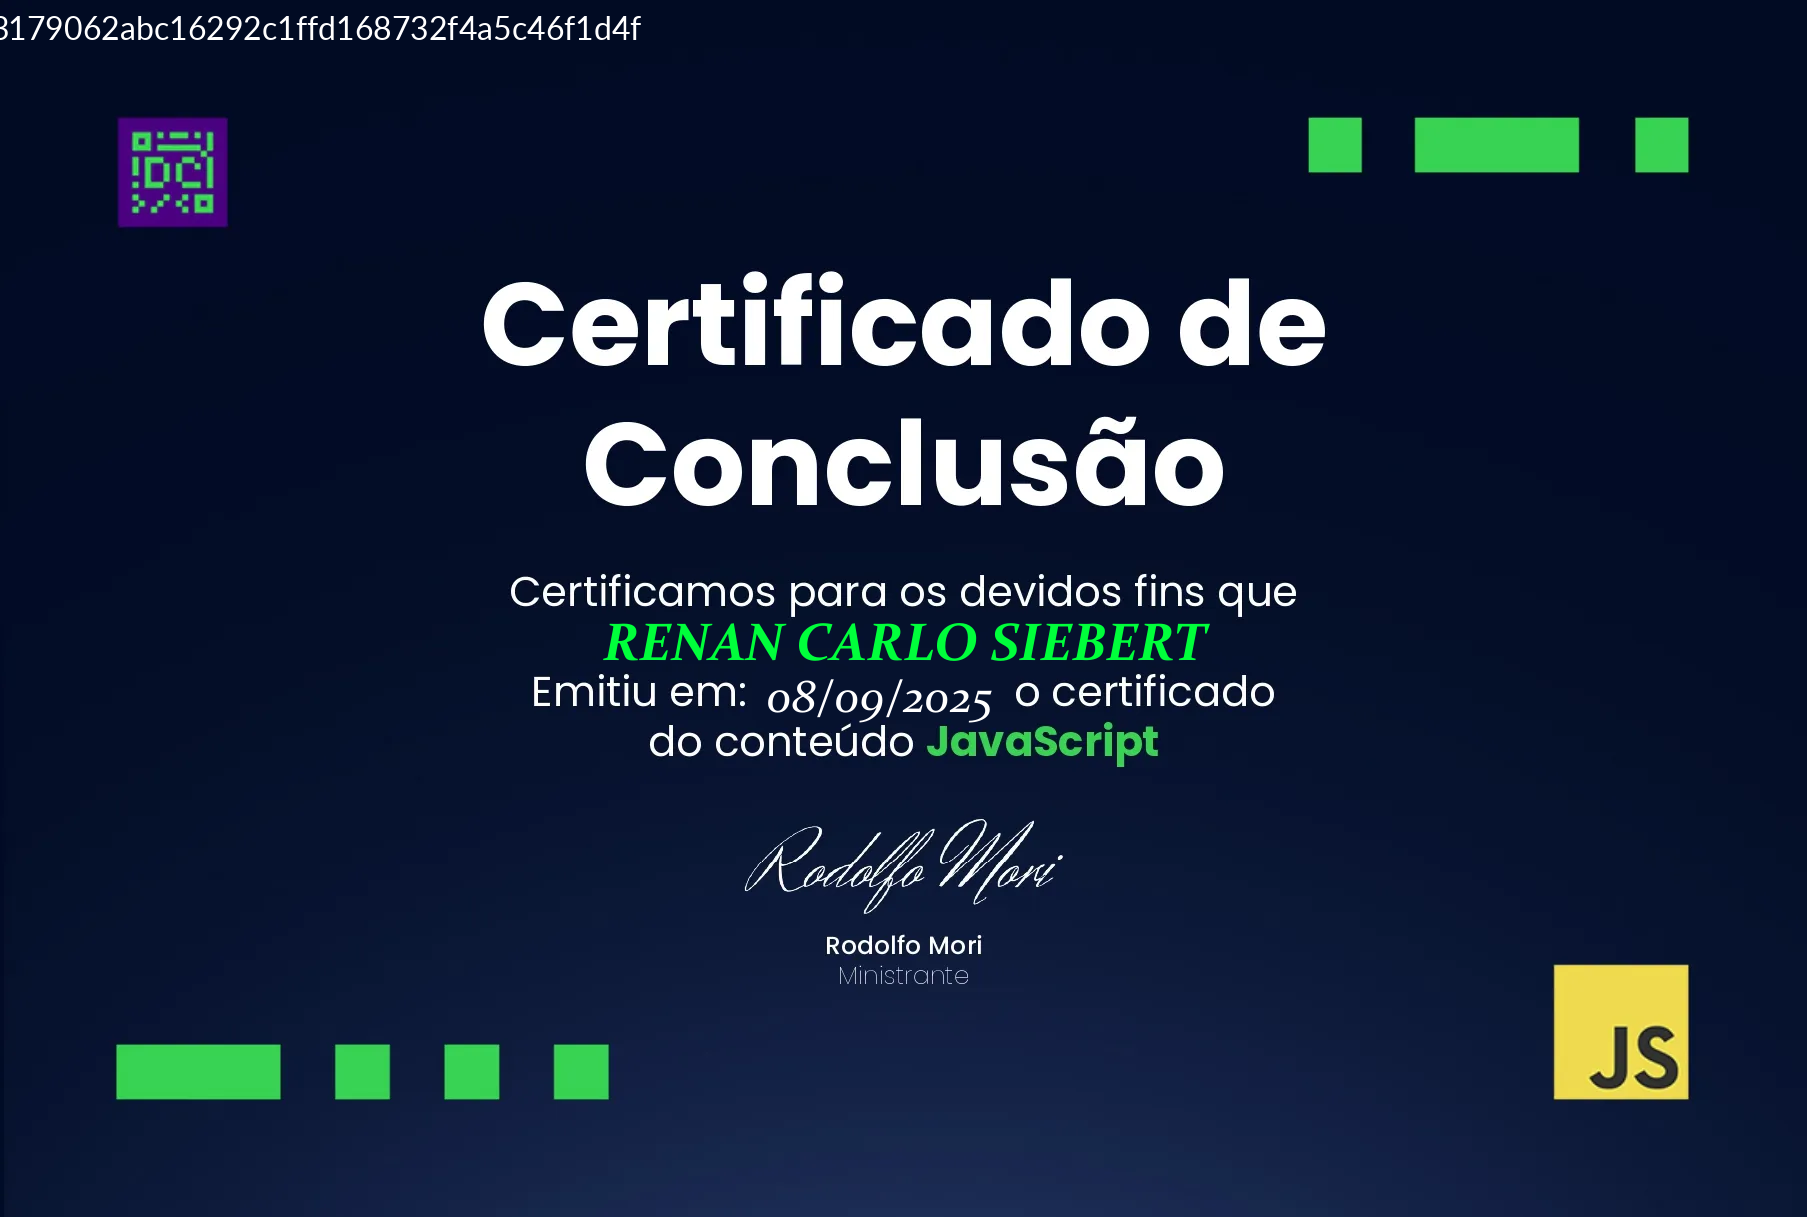 3179062abc16292c1ffd168732f4a5c46f1d4f
DC
Certificado de
Conclusão
Certificamos para os devidos fins que
RENAN CARLO SIEBERT
Emitiu em: 08/09/2025 o certificado
do conteúdo JavaScript
Rodolfo Mori
Rodolfo Mori
Ministrante
JS